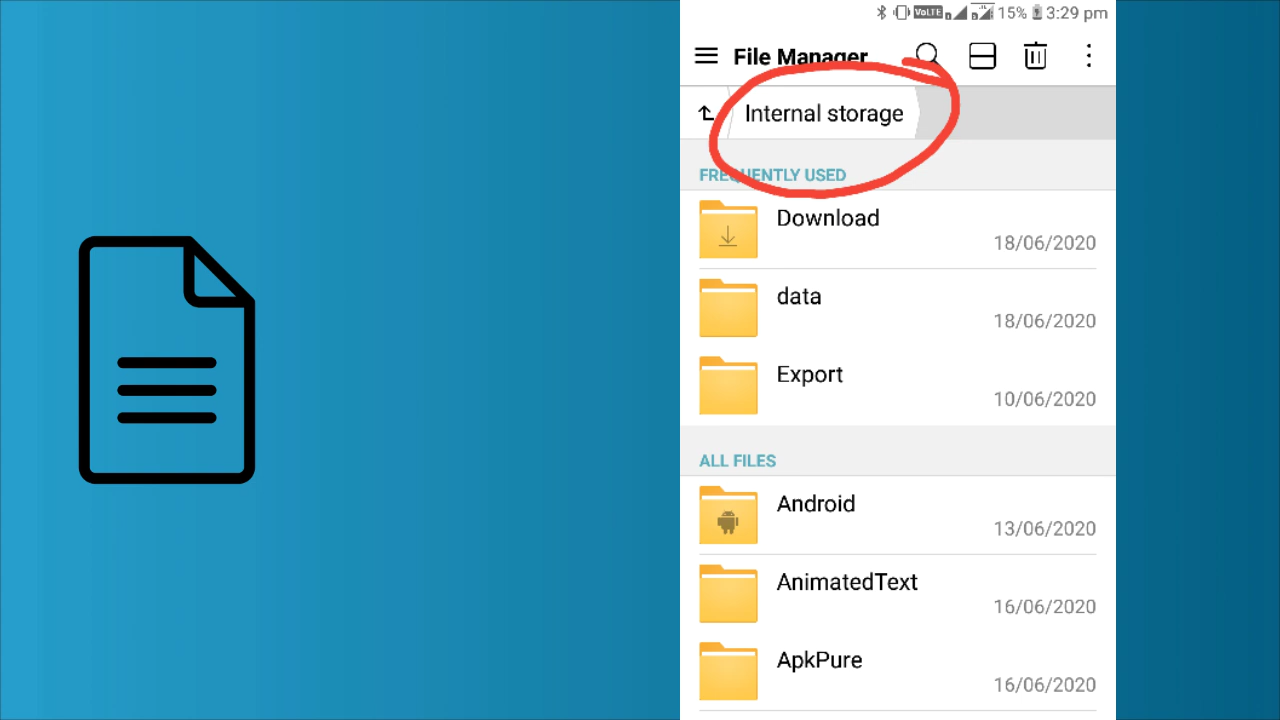 VoLTE 15% 3:29 pm
File Manager
Internal storage
FREQUENTLY USED
Download
18/06/2020
data
18/06/2020
Export
10/06/2020
ALL FILES
Android
13/06/2020
AnimatedText
16/06/2020
ApkPure
16/06/2020